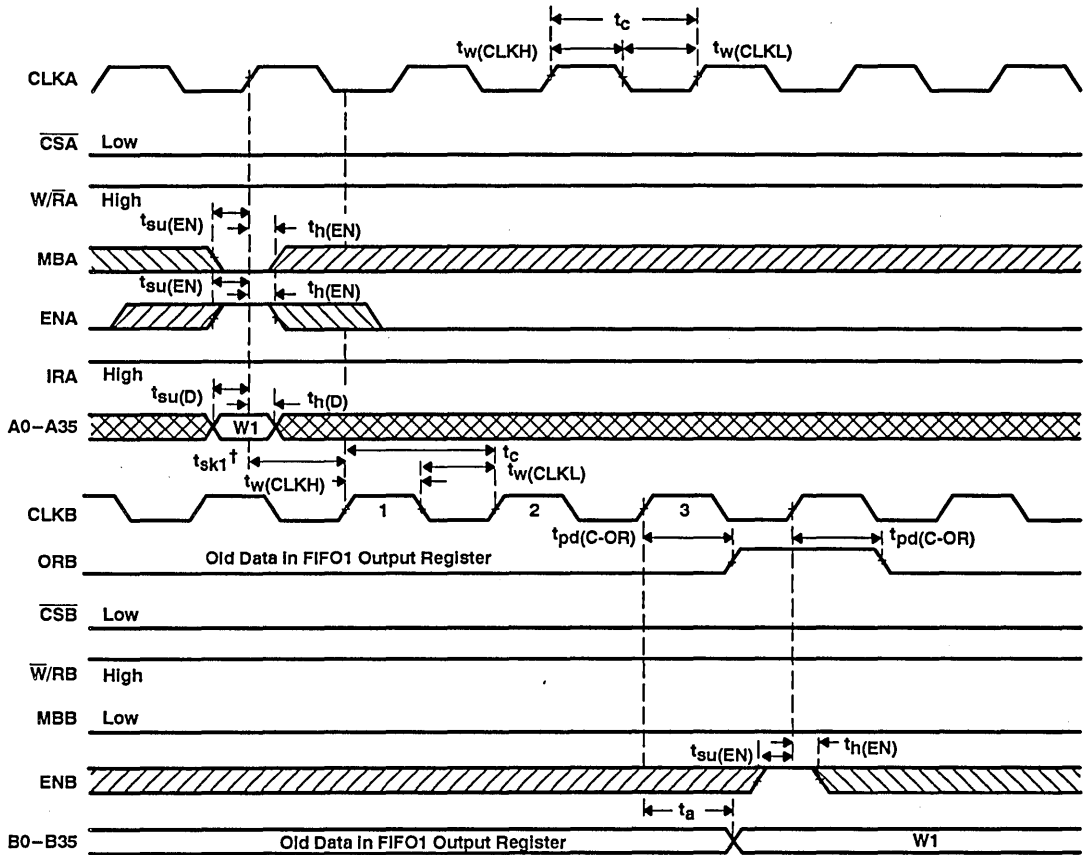 tc
tw(CLKH) tw(CLKL)
CLKA
CSA Low
W/RA High
tsu(EN) th(EN)
MBA
tsu(EN) th(EN)
ENA
IRA High
tsu(D) th(D)
A0–A35 W1
tsk1† tc
tw(CLKH) tw(CLKL)
CLKB 1 2 3
tpd(C-OR) tpd(C-OR)
ORB Old Data in FIFO1 Output Register
CSB Low
W/RB High
MBB Low
tsu(EN) th(EN)
ENB
ta
B0–B35 Old Data in FIFO1 Output Register W1